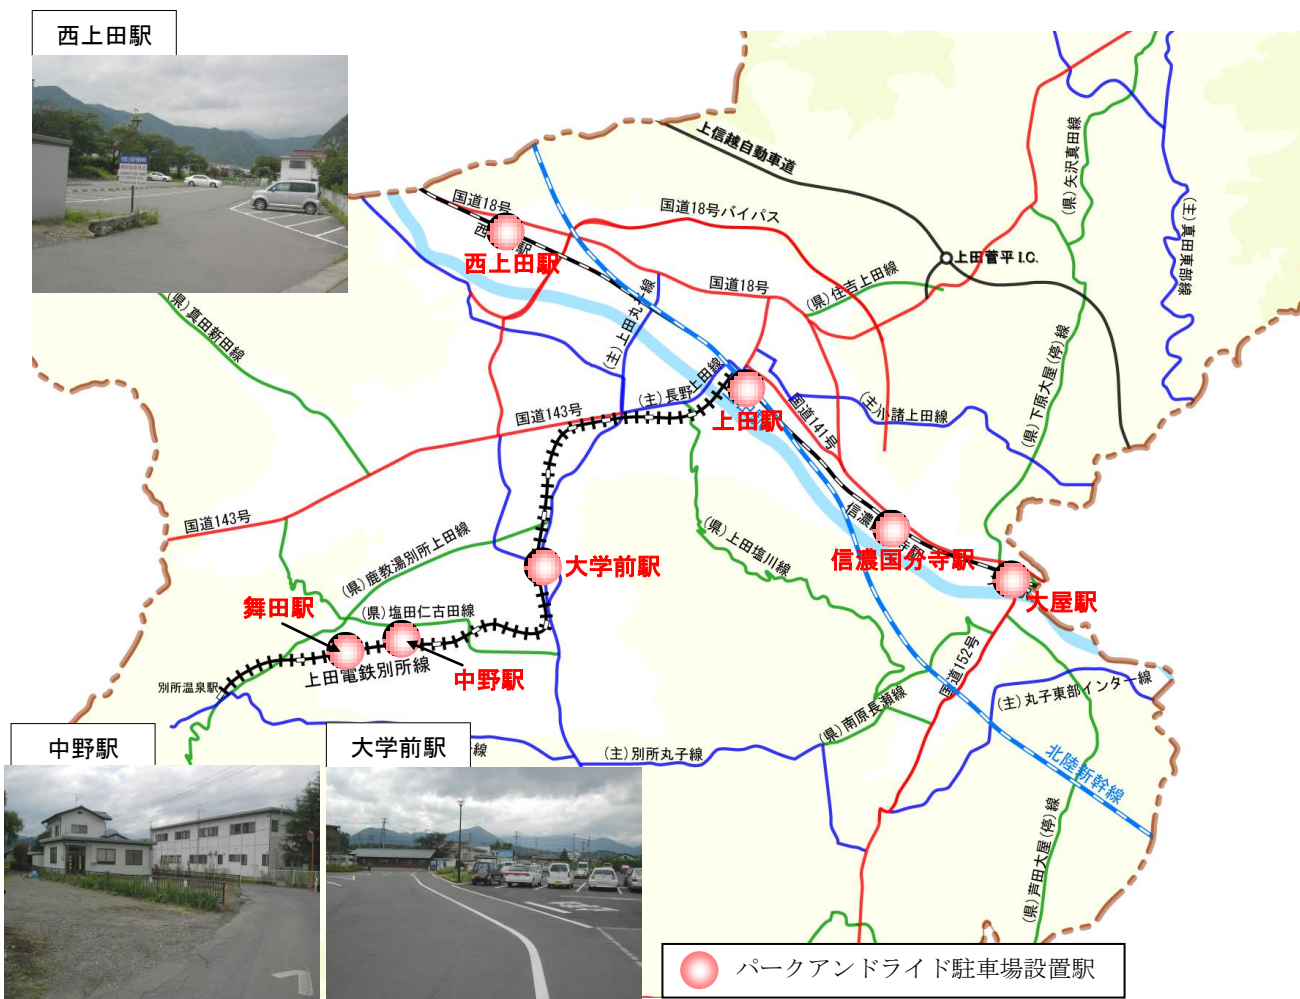 西上田駅
上信越自動車道
国道18号
国道18号バイパス
(県)矢沢真田線
(主)真田東部線
西上田駅
上田菅平 I.C.
国道18号
(県)住吉上田線
(県)真田新田線
(主)上田丸子線
(県)下原大屋(停)線
(主)長野上田線
国道143号
上田駅
国道141号
(主)小諸上田線
国道143号
(県)鹿教湯別所上田線
(県)上田塩川線
信濃国分寺駅
大学前駅
大屋駅
舞田駅
(県)塩田仁古田線
上田電鉄別所線
中野駅
別所温泉駅
国道152号
(主)丸子東部インター線
(県)南原長瀬線
中野駅
大学前駅
線
(主)別所丸子線
北陸新幹線
(県)芦田大屋(停)線
パークアンドライド駐車場設置駅